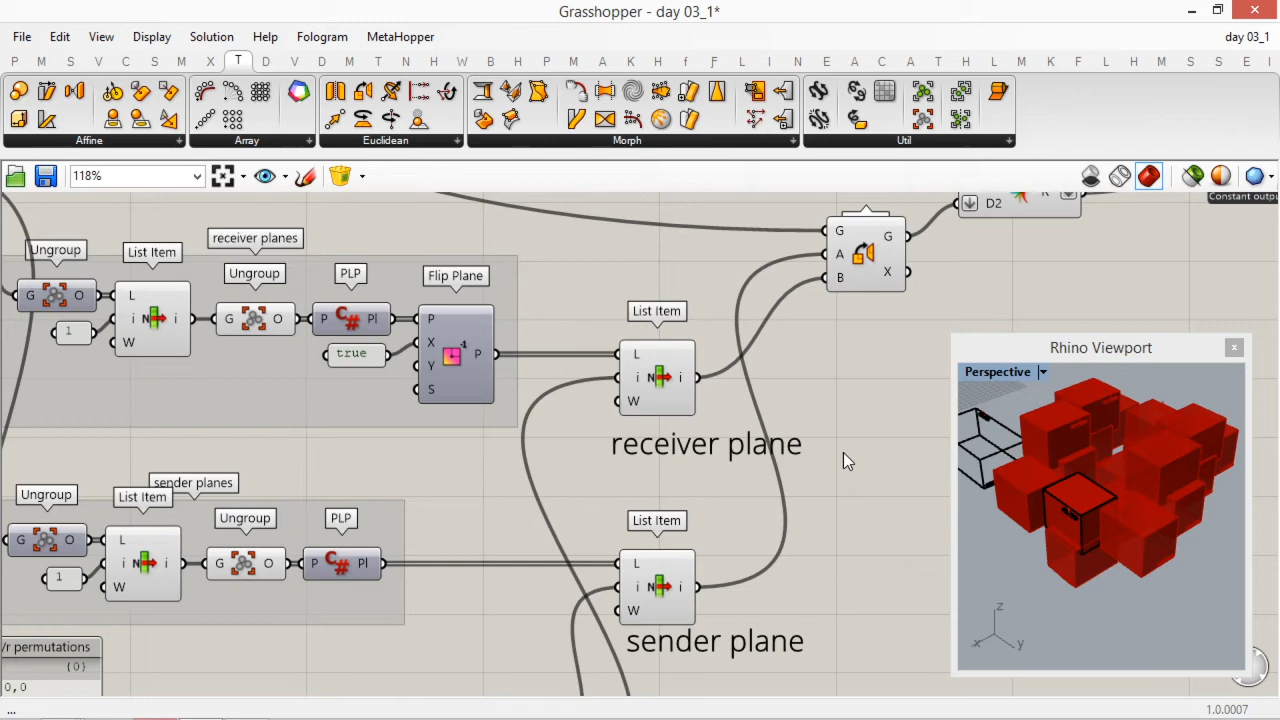 Grasshopper - day 03_1*
File Edit View Display Solution Help Fologram MetaHopper day 03_1
P M S V C I S M X T D V T N H W S B H P M A K H f F L I N E A C A T H L M K H P S S V H E I
Affine Array Euclidean Morph Util
118%
Constant outpu
D2 R
G A B G X
receiver planes
Ungroup List Item Ungroup PLP Flip Plane
G O L i W N i G O P C# Pl P X Y S -1 P
1
true
List Item
L i W N i
receiver plane
Rhino Viewport x
Perspective
z x y
sender planes
Ungroup List Item Ungroup PLP
G O L i W N i G O P C# Pl
1
List Item
L i W N i
sender plane
/r permutations
{0}
0,0
... 1.0.0007